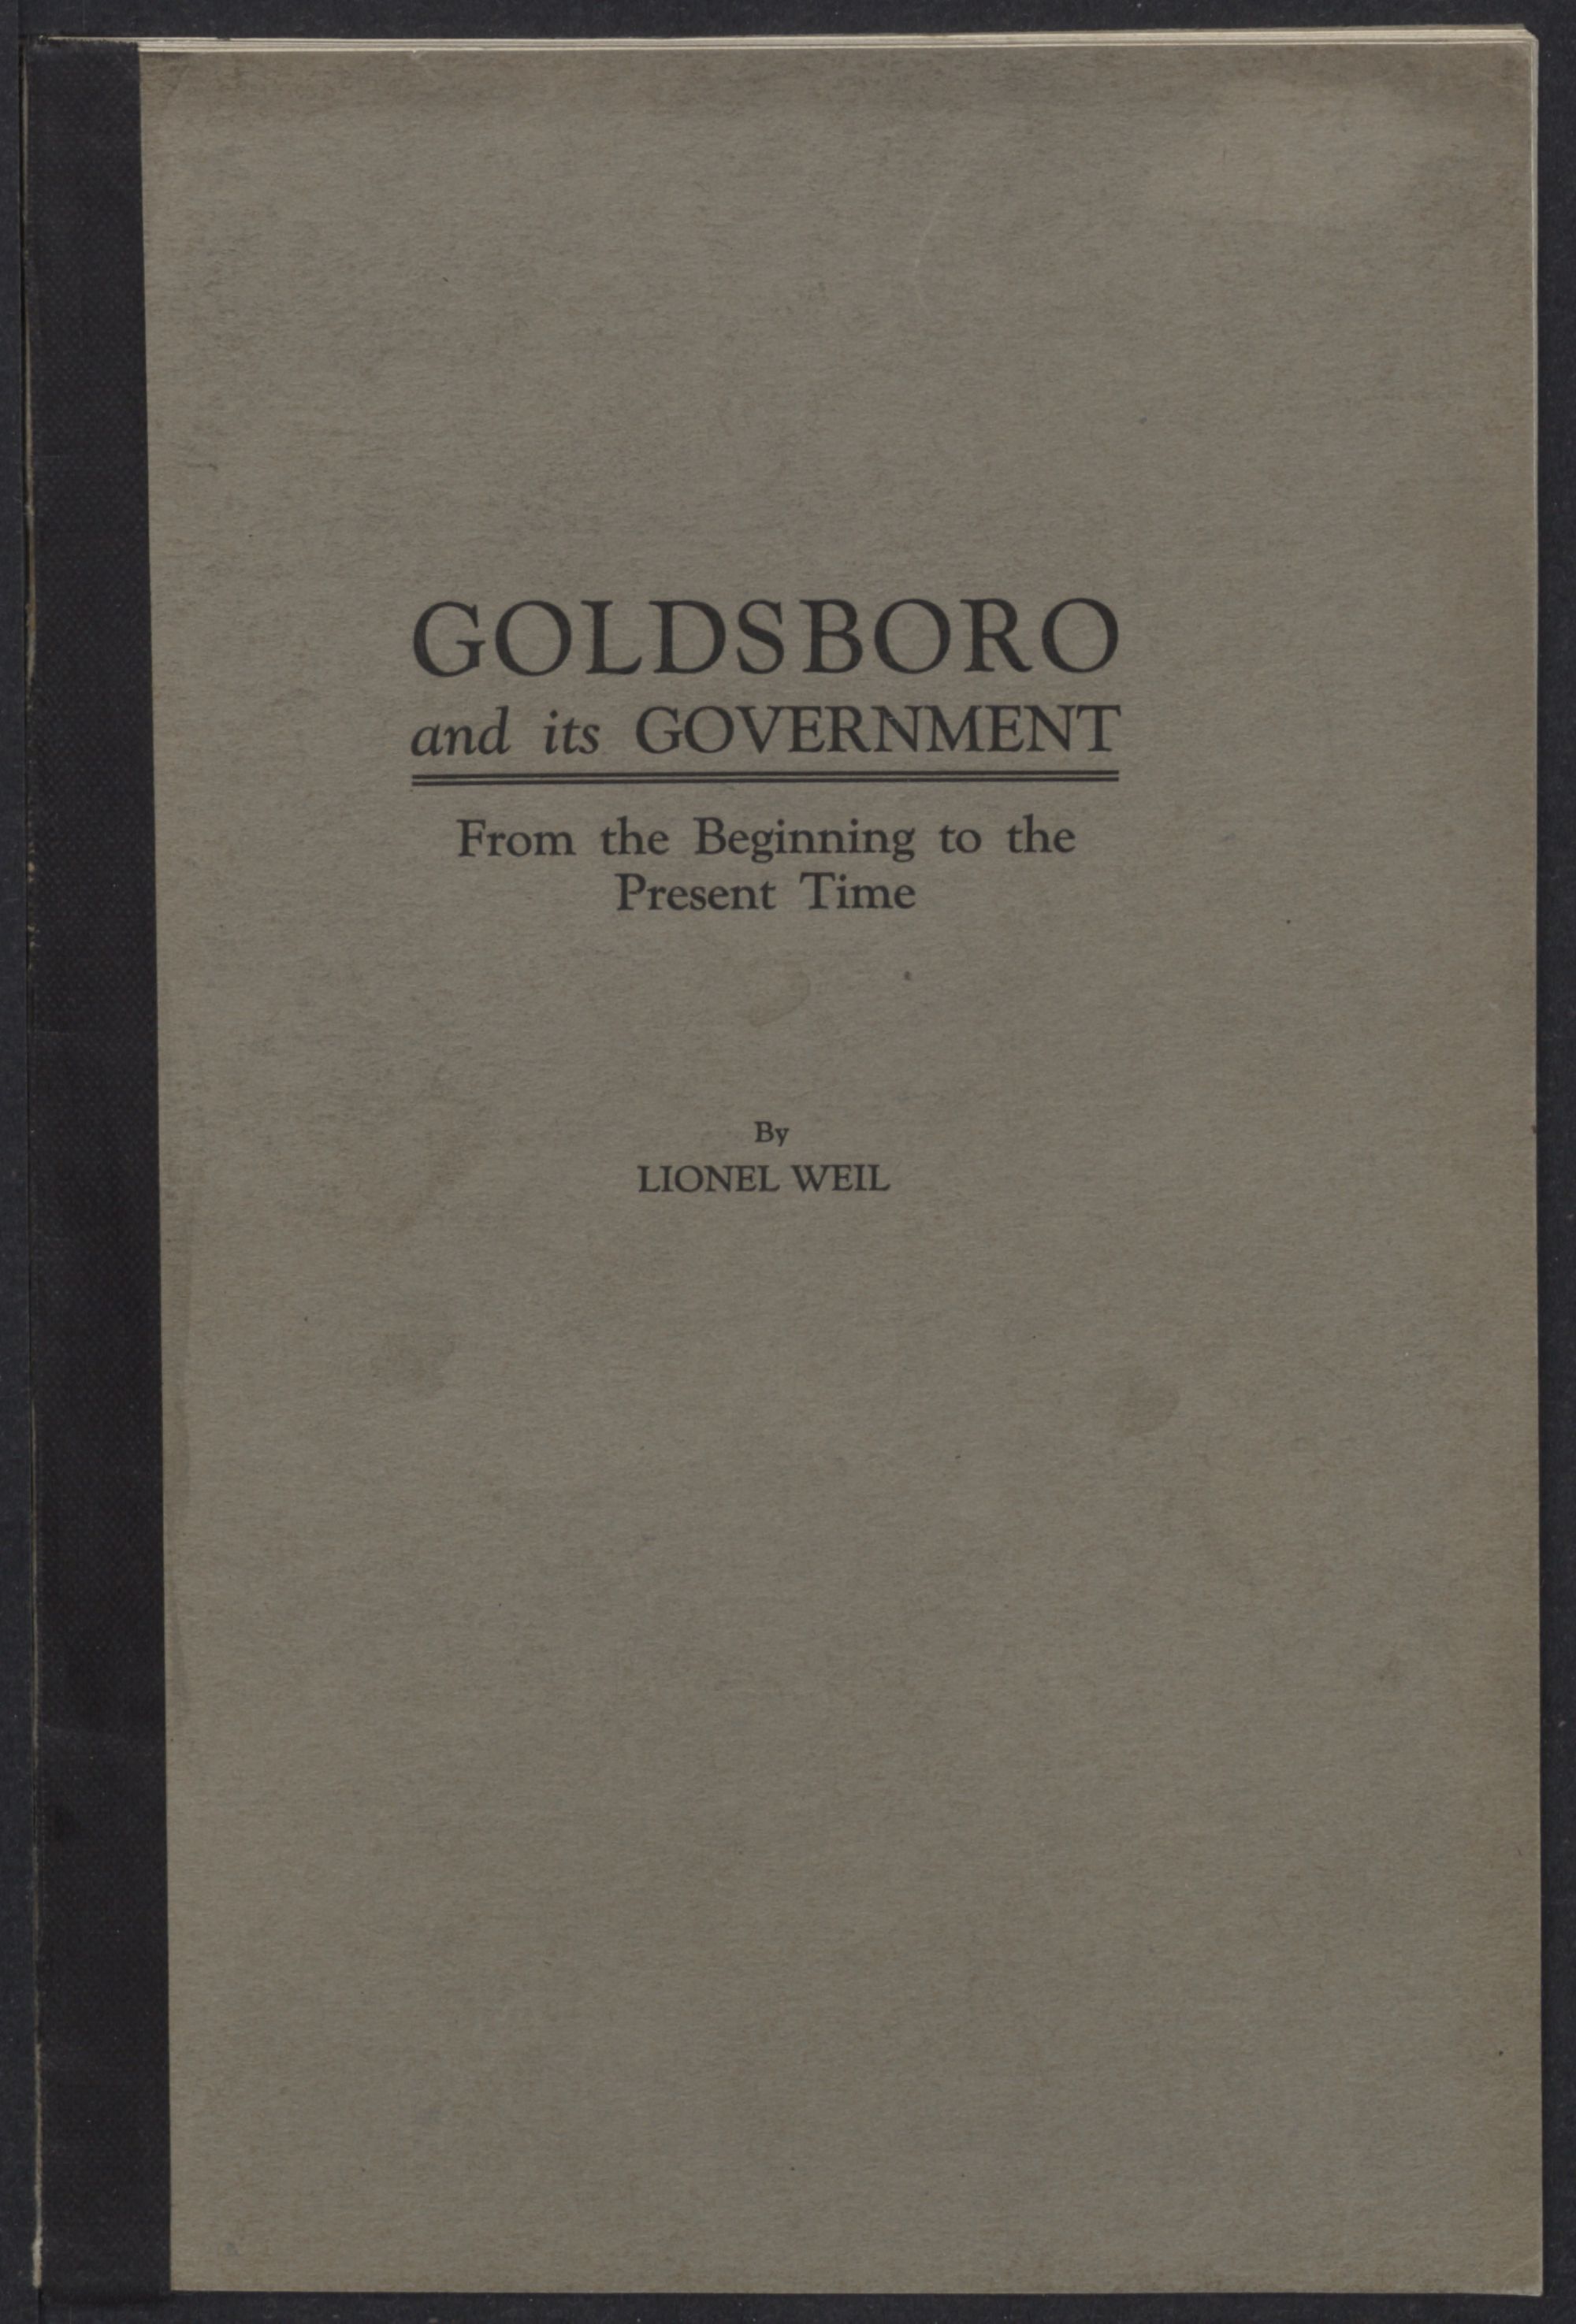 GOLDSBORO
and its GOVERNMENT
From the Beginning to the
Present Time
By
LIONEL WEIL